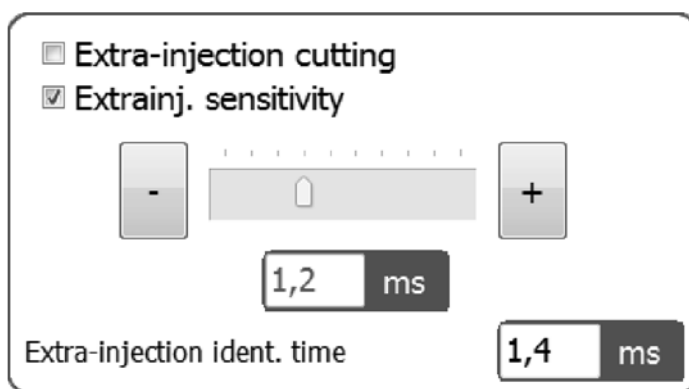 Extra-injection cutting
Extrainj. sensitivity
- +
1,2 ms
Extra-injection ident. time 1,4 ms